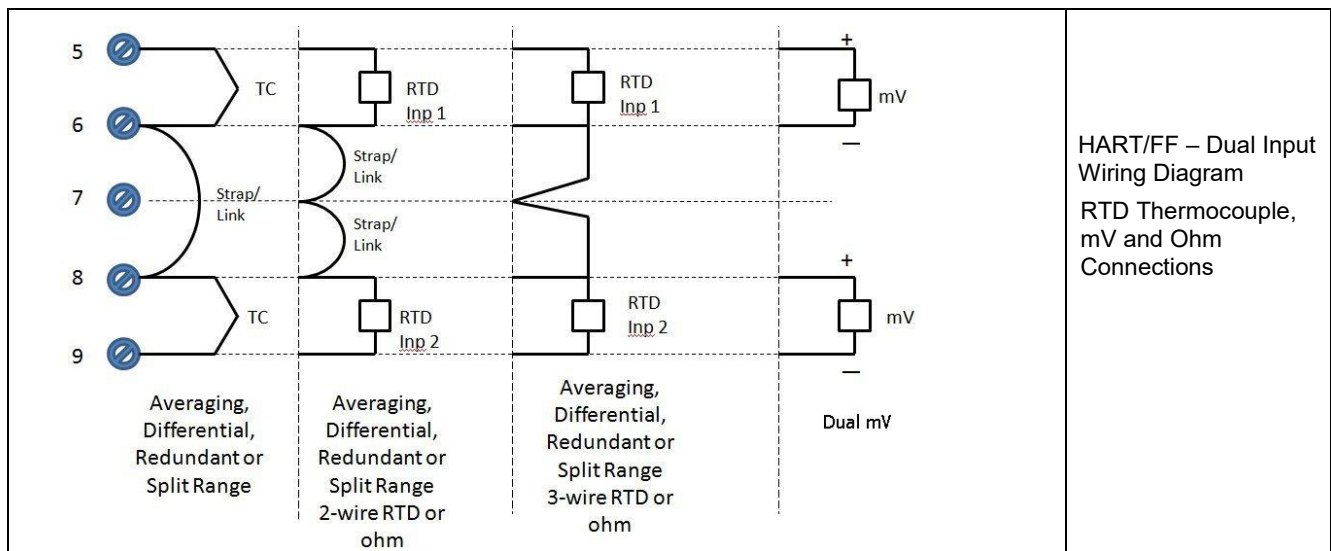 5
6
7
8
9
TC
Strap/
Link
TC
Averaging,
Differential,
Redundant or
Split Range
RTD
Inp 1
Strap/
Link
Strap/
Link
RTD
Inp 2
Averaging,
Differential,
Redundant or
Split Range
2-wire RTD or
ohm
RTD
Inp 1
RTD
Inp 2
Averaging,
Differential,
Redundant or
Split Range
3-wire RTD or
ohm
+
mV
—
+
mV
—
Dual mV
HART/FF – Dual Input
Wiring Diagram
RTD Thermocouple,
mV and Ohm
Connections